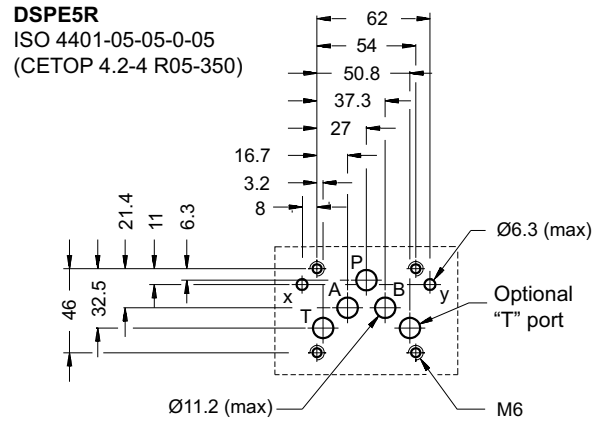 DSPE5R
ISO 4401-05-05-0-05
(CETOP 4.2-4 R05-350)
62
54
50.8
37.3
27
16.7
3.2
8
21.4
11
6.3
46
32.5
P
A
B
T
x
y
Ø6.3 (max)
Optional
“T” port
Ø11.2 (max)
M6